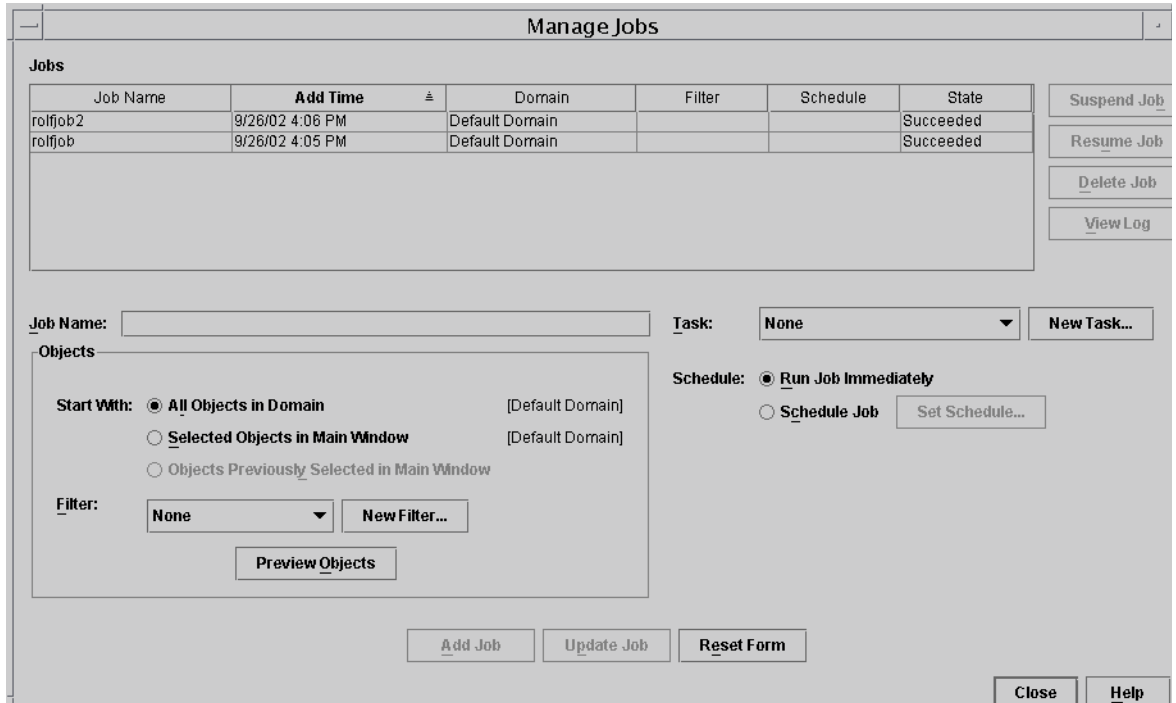 Manage Jobs
Jobs
Job Name Add Time Domain Filter Schedule State
rolfjob2 9/26/02 4:06 PM Default Domain Succeeded
rolfjob 9/26/02 4:05 PM Default Domain Succeeded
Suspend Job
Resume Job
Delete Job
View Log
Job Name:
Task: None New Task...
Objects
Start With: All Objects in Domain [Default Domain]
Selected Objects in Main Window [Default Domain]
Objects Previously Selected in Main Window
Filter: None New Filter...
Preview Objects
Schedule: Run Job Immediately
Schedule Job Set Schedule...
Add Job Update Job Reset Form
Close Help